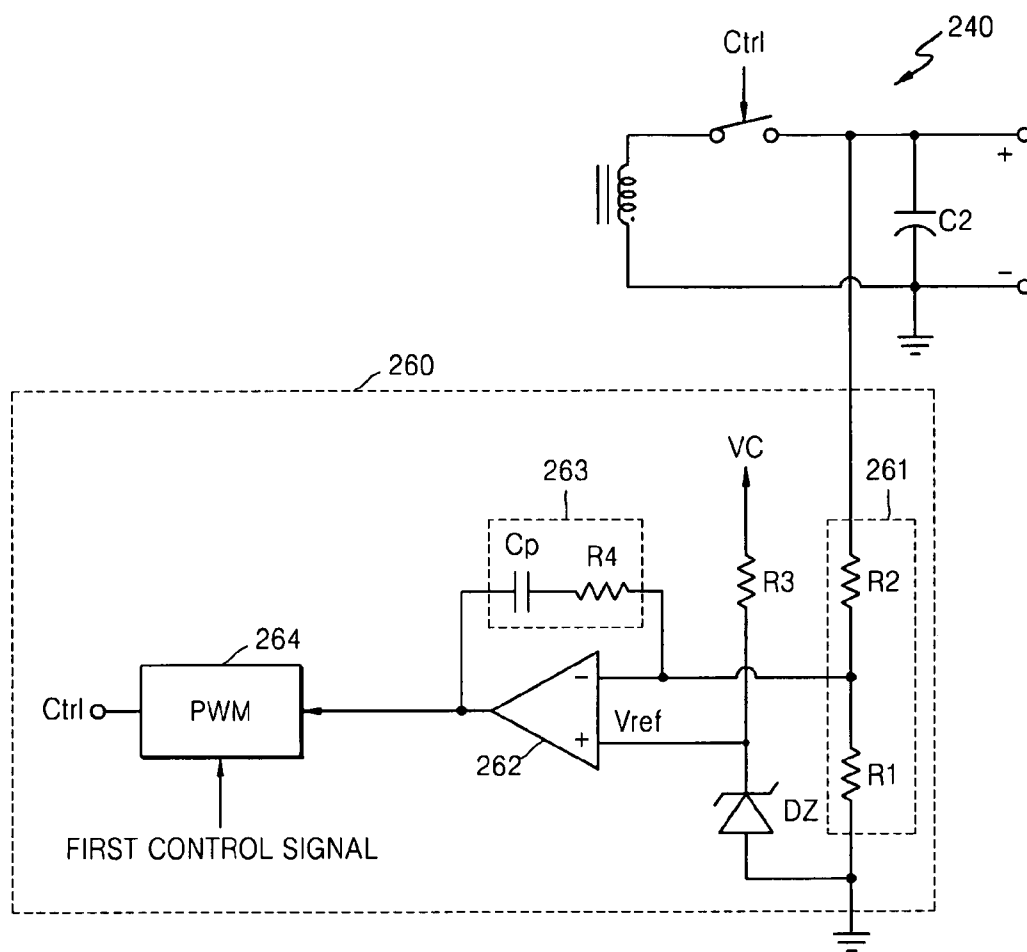 240
Ctrl
+
C2
−
260
VC
263
261
Cp
R4
R3
R2
264
Ctrl
PWM
−
Vref
+
262
R1
DZ
FIRST CONTROL SIGNAL